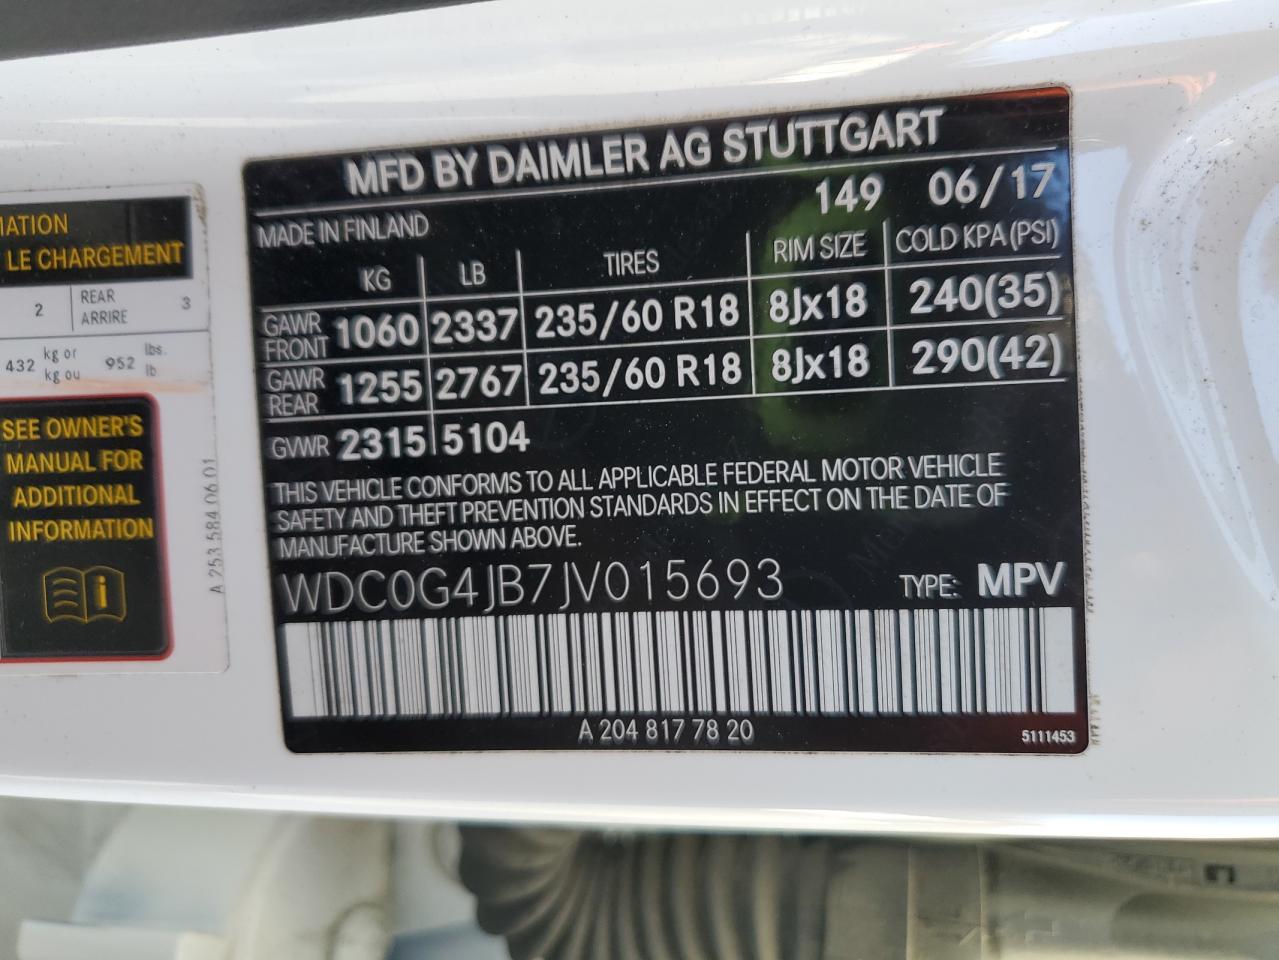 MATION
LE CHARGEMENT
2 REAR ARRIRE 3
432 kg or kg ou 952 lbs. lb
SEE OWNER'S
MANUAL FOR
ADDITIONAL
INFORMATION
A 253 584 06 01
MFD BY DAIMLER AG STUTTGART
149 06/17
MADE IN FINLAND
KG LB TIRES RIM SIZE COLD KPA (PSI)
GAWR FRONT 1060 2337 235/60 R18 8Jx18 240(35)
GAWR REAR 1255 2767 235/60 R18 8Jx18 290(42)
GVWR 2315 5104
THIS VEHICLE CONFORMS TO ALL APPLICABLE FEDERAL MOTOR VEHICLE
SAFETY AND THEFT PREVENTION STANDARDS IN EFFECT ON THE DATE OF
MANUFACTURE SHOWN ABOVE.
WDC0G4JB7JV015693 TYPE: MPV
A 204 817 78 20
5111453